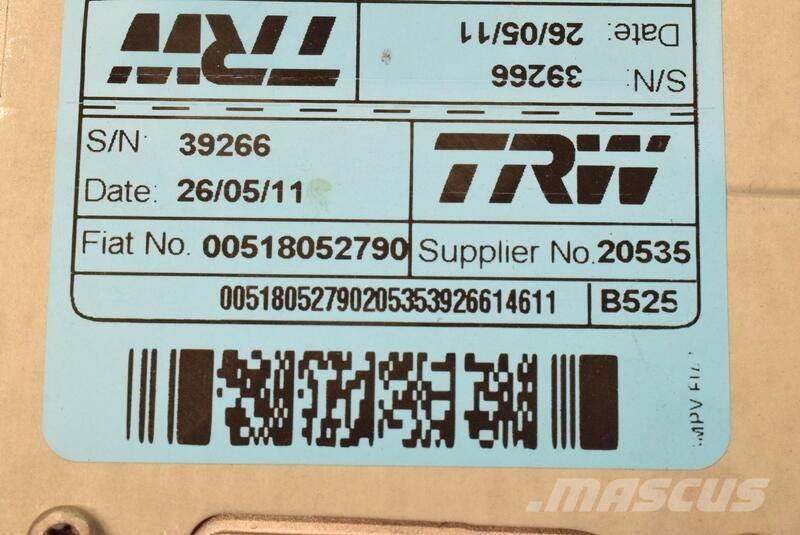 TRW
Date: 26/05/11
S/N: 39266
S/N: 39266
TRW
Date: 26/05/11
Fiat No. 00518052790 Supplier No. 20535
00518052790205353926614611 B525
MASCUS